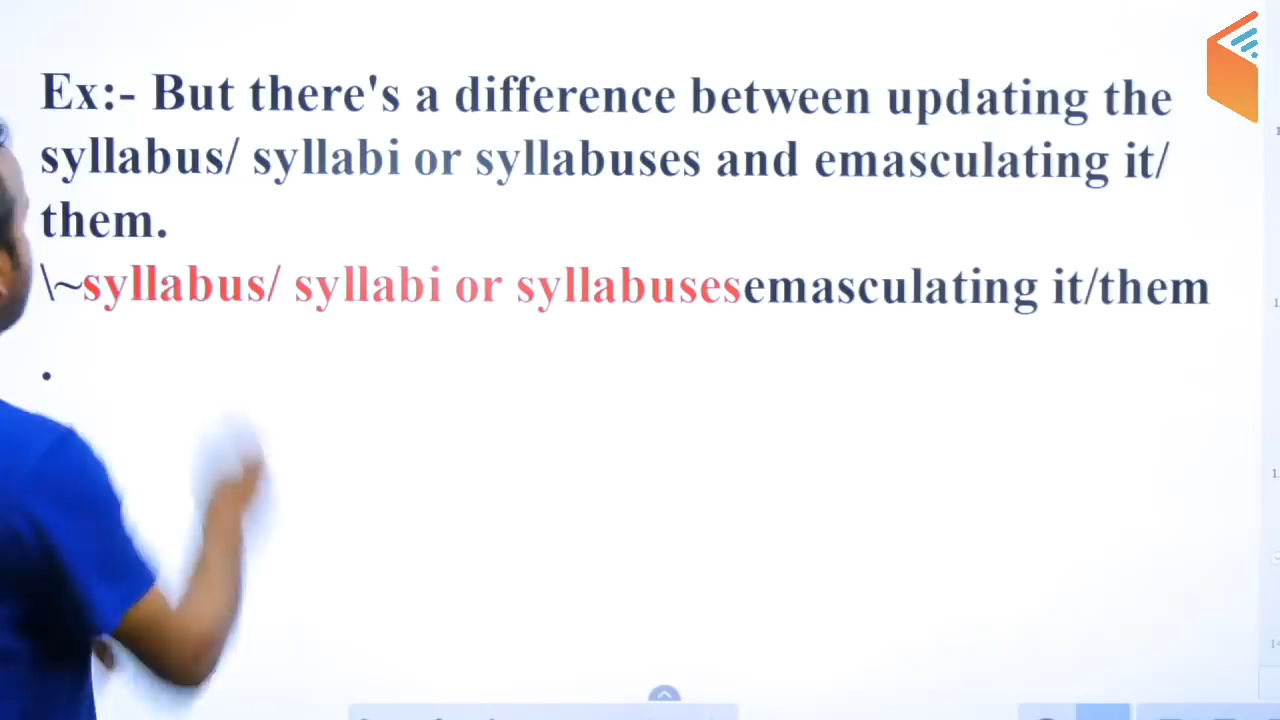 Ex:- But there's a difference between updating the
syllabus/ syllabi or syllabuses and emasculating it/
them.
\~syllabus/ syllabi or syllabusesemasculating it/them
.